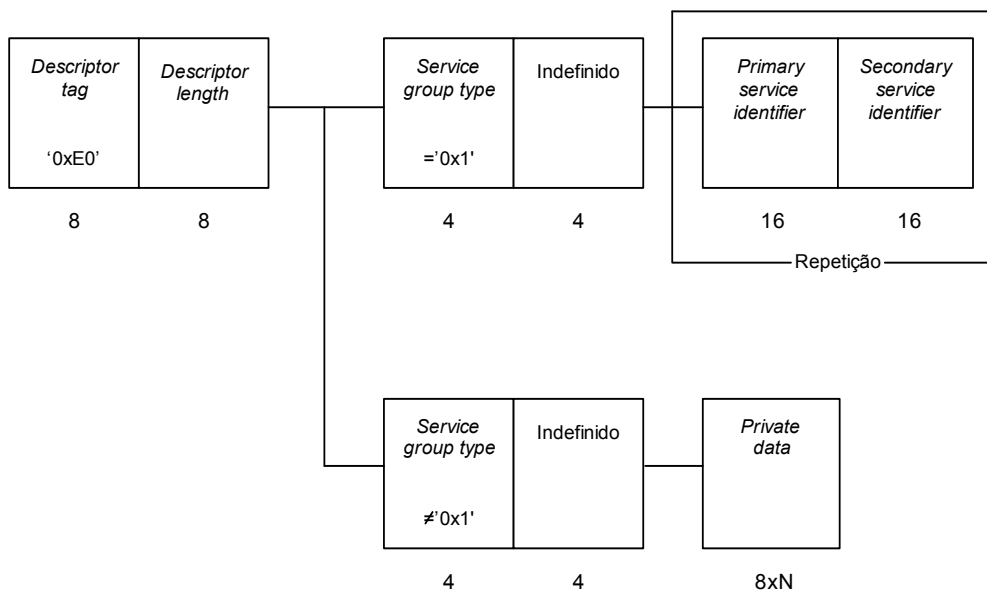 Descriptor
tag
'0xE0'
Descriptor
length
Service
group type
='0x1'
Indefinido
Primary
service
identifier
Secondary
service
identifier
8
8
4
4
16
16
Repetição
Service
group type
≠'0x1'
Indefinido
Private
data
4
4
8xN